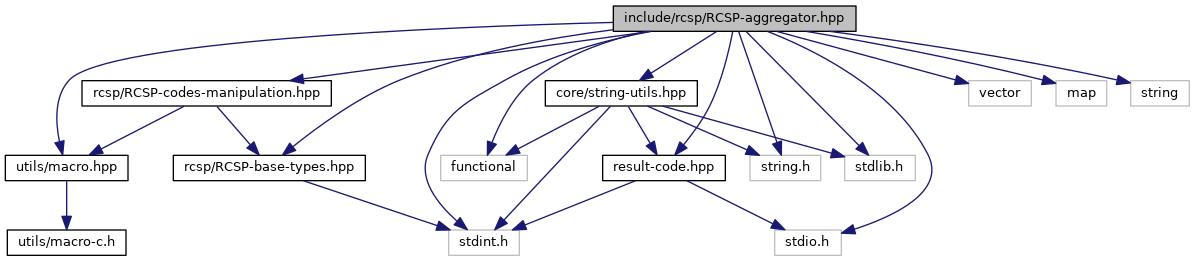 include/rcsp/RCSP-aggregator.hpp
rcsp/RCSP-codes-manipulation.hpp
core/string-utils.hpp
vector
map
string
utils/macro.hpp
rcsp/RCSP-base-types.hpp
functional
result-code.hpp
string.h
stdlib.h
utils/macro-c.h
stdint.h
stdio.h